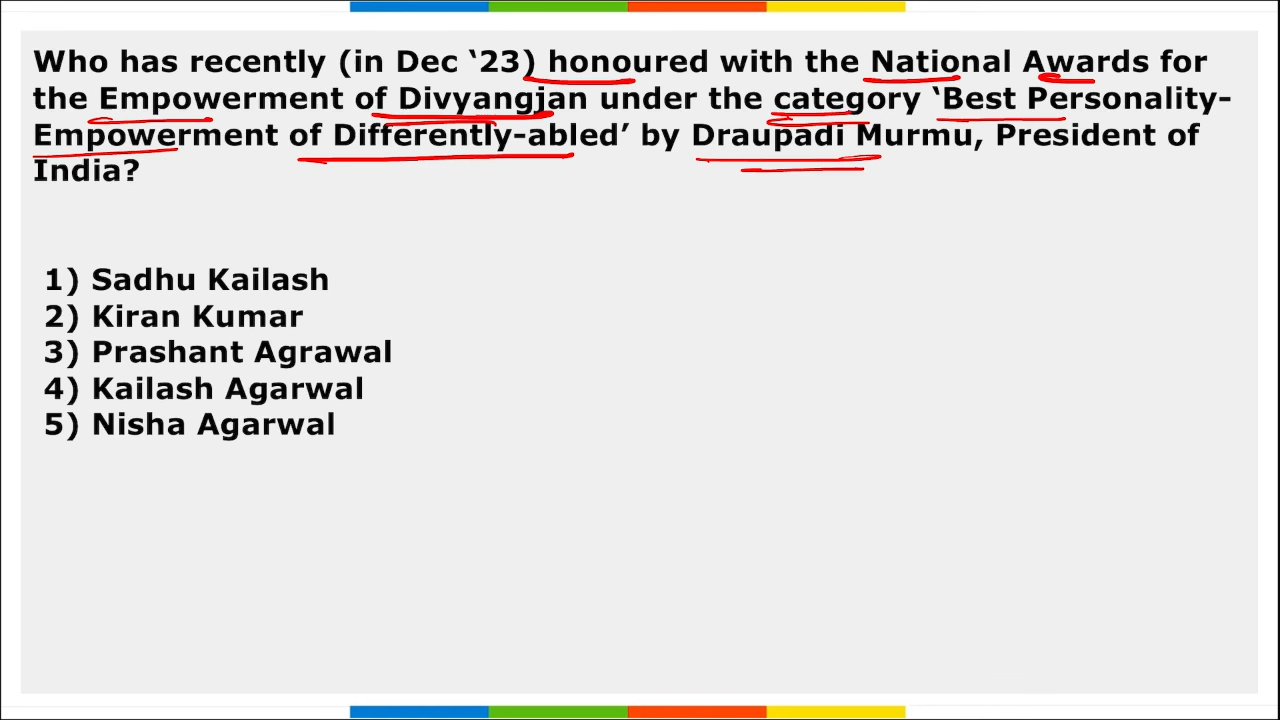 Who has recently (in Dec ‘23) honoured with the National Awards for
the Empowerment of Divyangjan under the category ‘Best Personality-
Empowerment of Differently-abled’ by Draupadi Murmu, President of
India?
1) Sadhu Kailash
2) Kiran Kumar
3) Prashant Agrawal
4) Kailash Agarwal
5) Nisha Agarwal